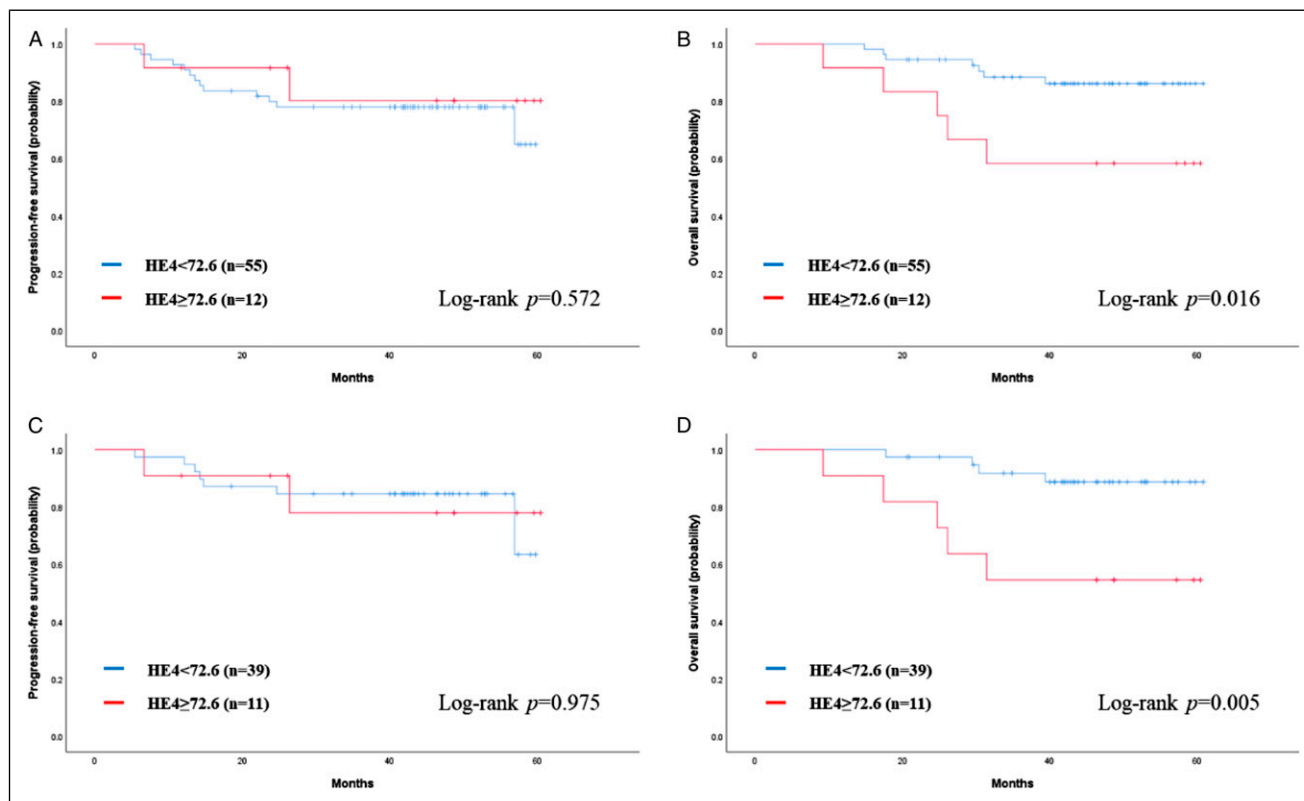 A
Progression-free survival (probability)
1.0
0.8
0.6
0.4
0.2
0.0
HE4<72.6 (n=55)
HE4≥72.6 (n=12)
Log-rank p=0.572
0 20 40 60
Months
B
Overall survival (probability)
1.0
0.8
0.6
0.4
0.2
0.0
HE4<72.6 (n=55)
HE4≥72.6 (n=12)
Log-rank p=0.016
0 20 40 60
Months
C
Progression-free survival (probability)
1.0
0.8
0.6
0.4
0.2
0.0
HE4<72.6 (n=39)
HE4≥72.6 (n=11)
Log-rank p=0.975
0 20 40 60
Months
D
Overall survival (probability)
1.0
0.8
0.6
0.4
0.2
0.0
HE4<72.6 (n=39)
HE4≥72.6 (n=11)
Log-rank p=0.005
0 20 40 60
Months